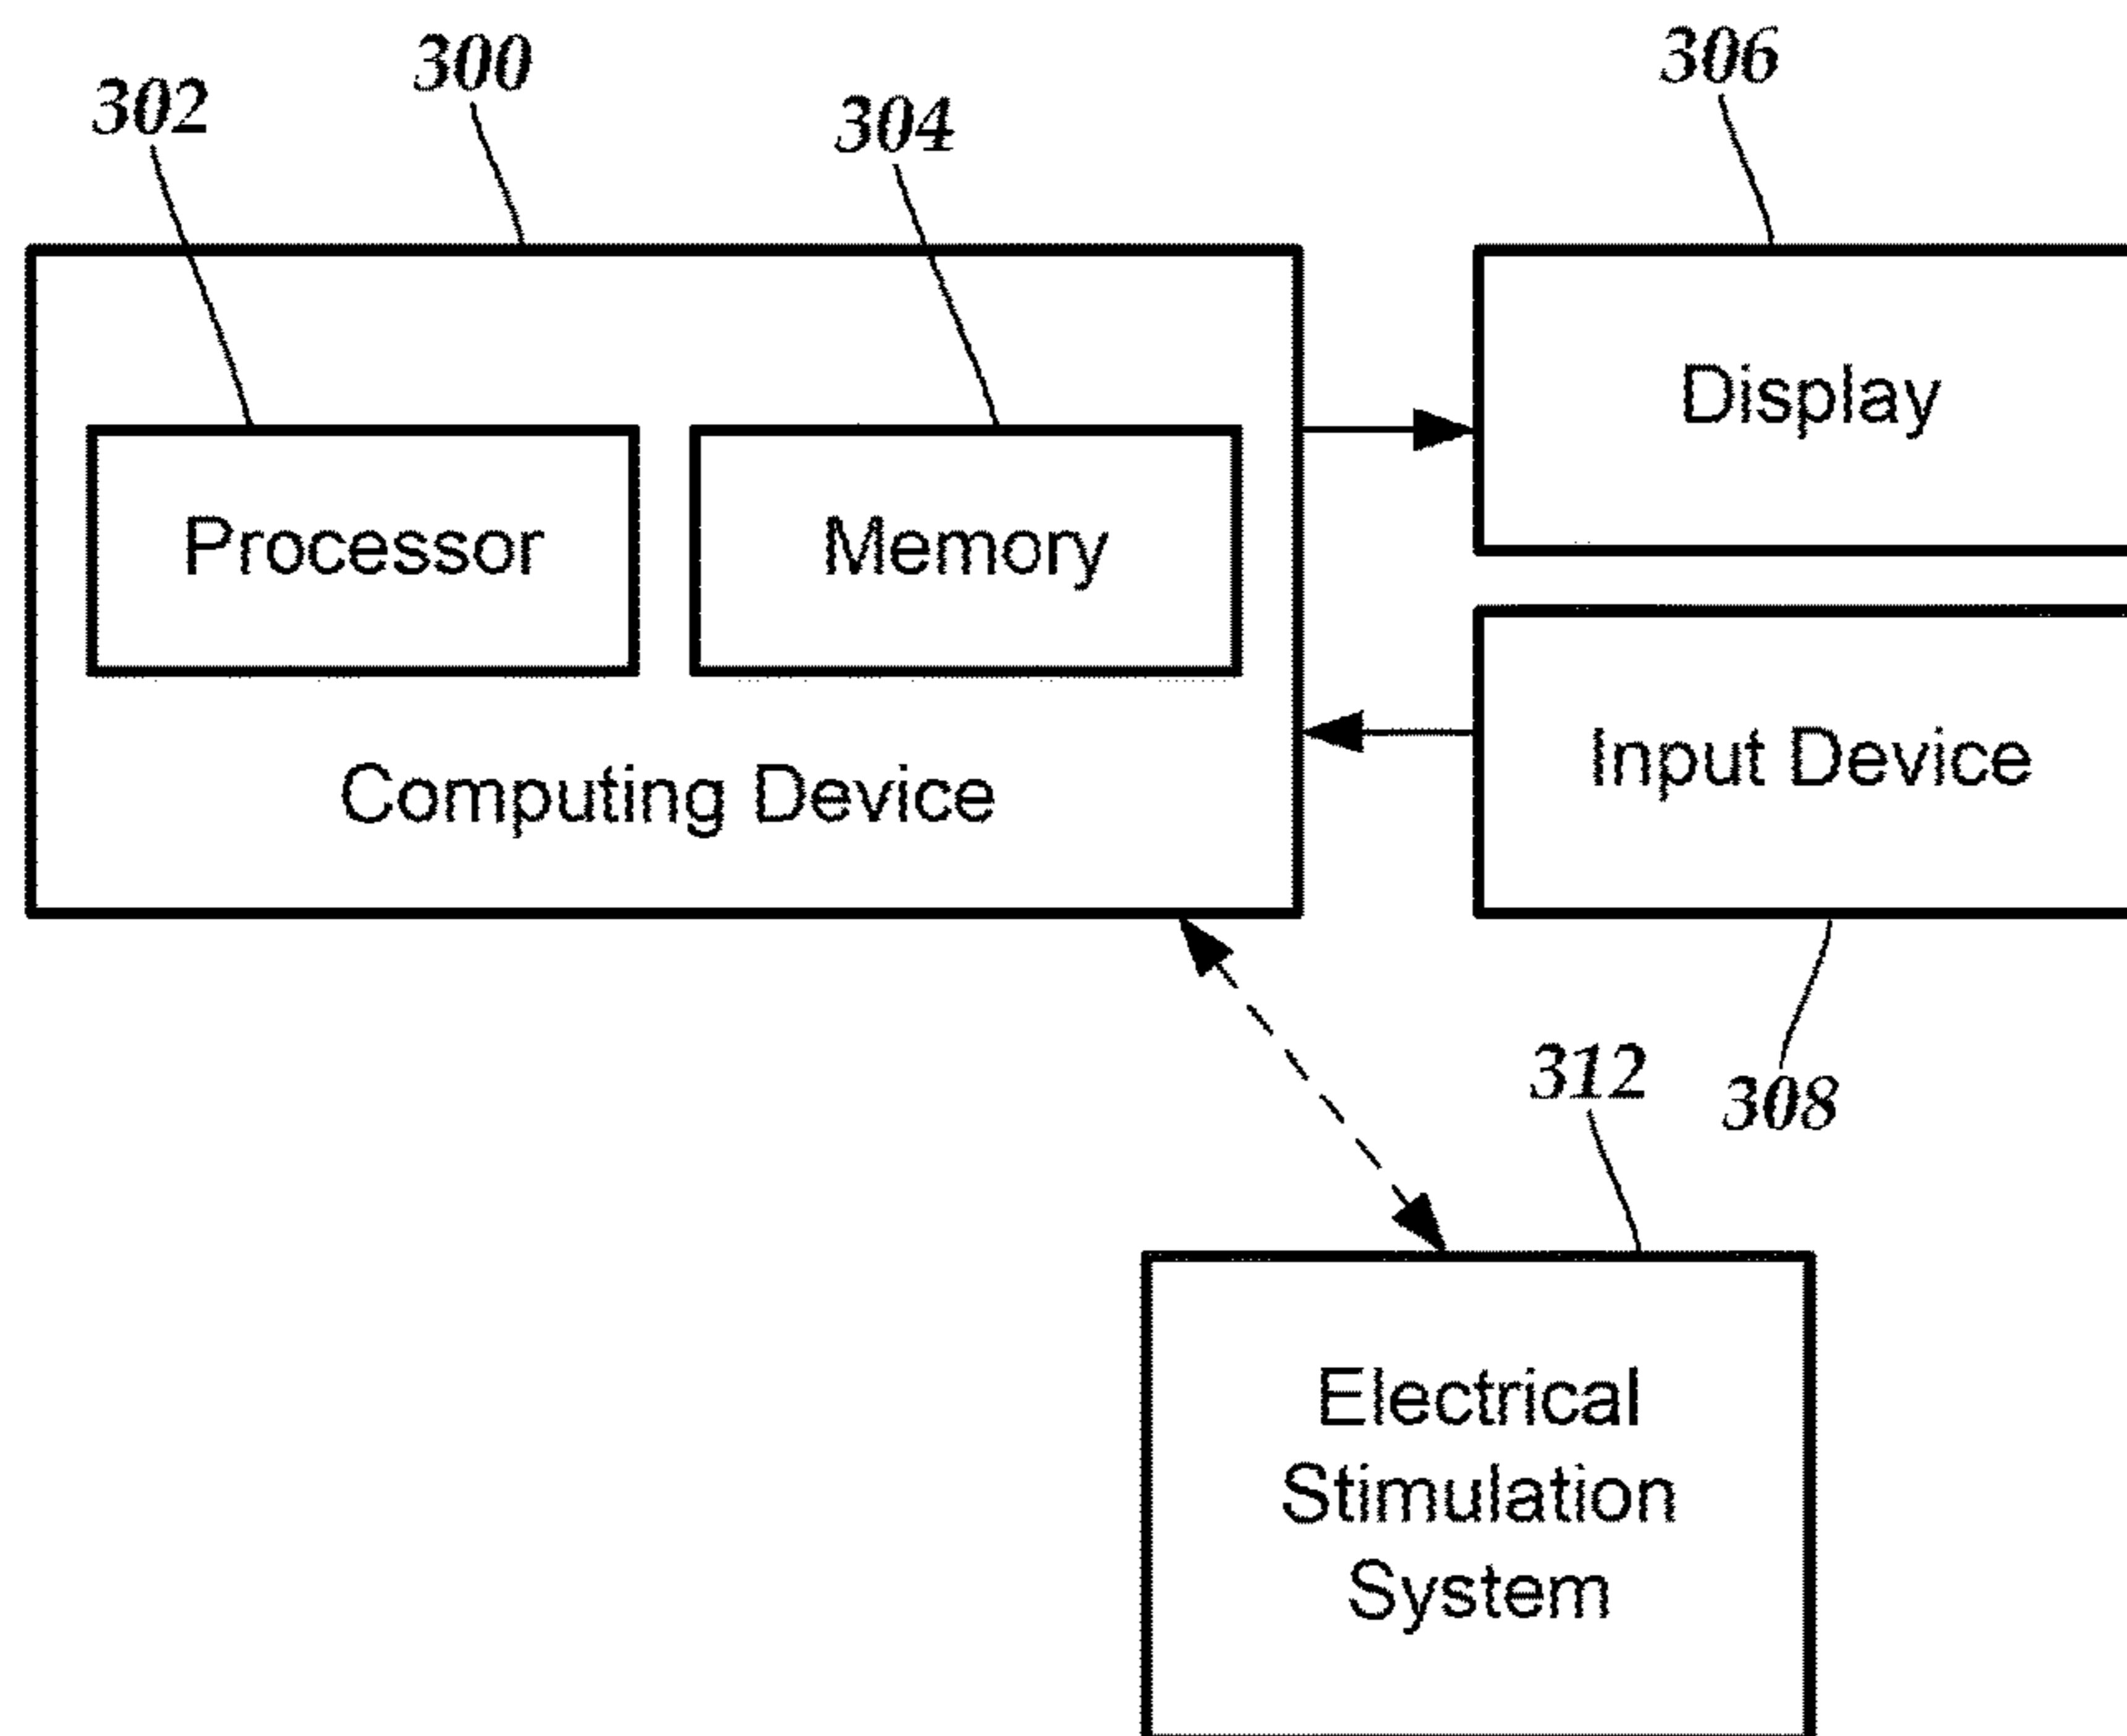 300
306
302
304
Display
Processor
Memory
Input Device
Computing Device
312
308
Electrical
Stimulation
System